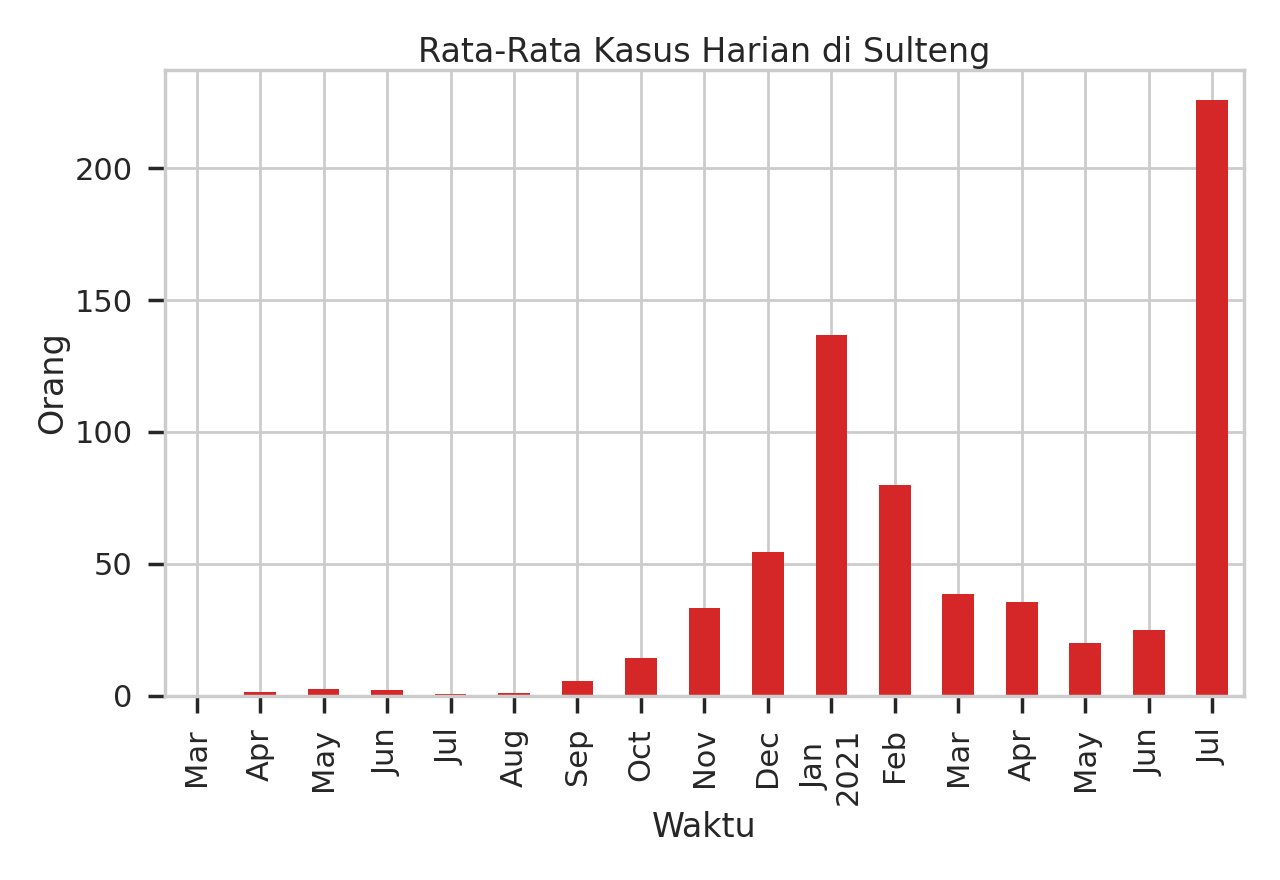 Rata-Rata Kasus Harian di Sulteng
Orang
200
150
100
50
0
Mar
Apr
May
Jun
Jul
Aug
Sep
Oct
Nov
Dec
Jan
2021
Feb
Mar
Apr
May
Jun
Jul
Waktu